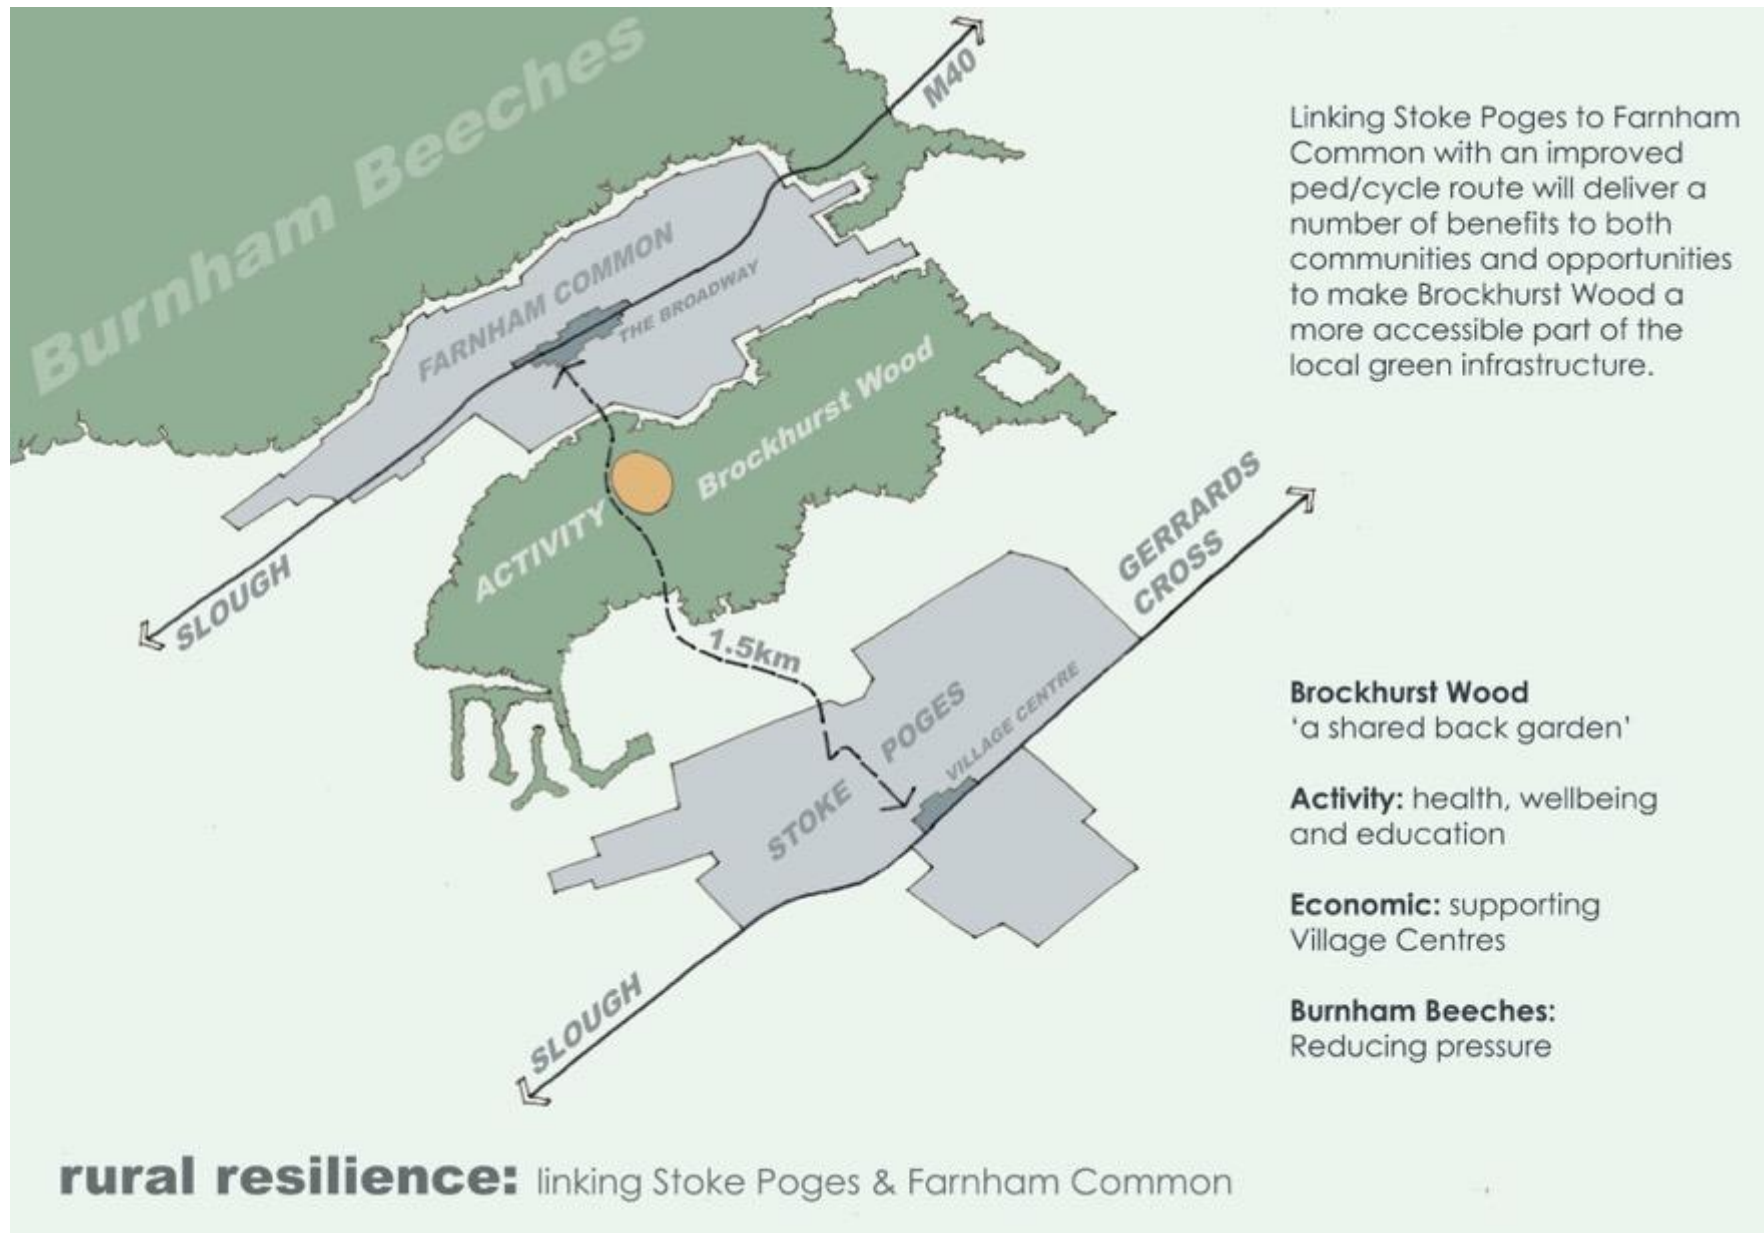 Burnham Beeches
M40
FARNHAM COMMON
THE BROADWAY
Brockhurst Wood
ACTIVITY
SLOUGH
1.5km
GERRARDS
CROSS
STOKE POGES
VILLAGE CENTRE
SLOUGH
Linking Stoke Poges to Farnham
Common with an improved
ped/cycle route will deliver a
number of benefits to both
communities and opportunities
to make Brockhurst Wood a
more accessible part of the
local green infrastructure.
Brockhurst Wood
‘a shared back garden’
Activity: health, wellbeing
and education
Economic: supporting
Village Centres
Burnham Beeches:
Reducing pressure
rural resilience: linking Stoke Poges & Farnham Common